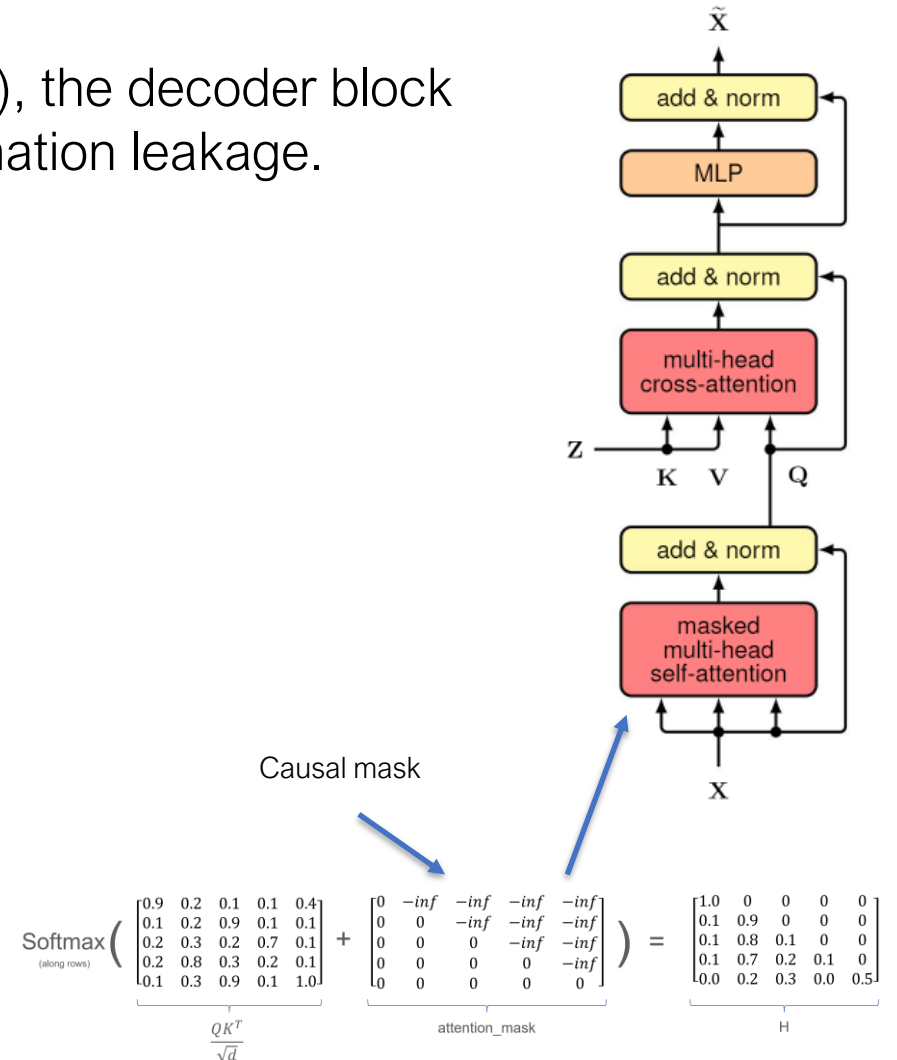 ), the decoder block
nation leakage.
X̃
add & norm
MLP
add & norm
multi-head
cross-attention
Z
K V Q
add & norm
masked
multi-head
self-attention
X
Causal mask
Softmax
(along rows)
(
0.9 0.2 0.1 0.1 0.4
0.1 0.2 0.9 0.1 0.1
0.2 0.3 0.2 0.7 0.1
0.2 0.8 0.3 0.2 0.1
0.1 0.3 0.9 0.1 1.0
+
0 −inf −inf −inf −inf
0 0 −inf −inf −inf
0 0 0 −inf −inf
0 0 0 0 −inf
0 0 0 0 0
)
=
1.0 0 0 0 0
0.1 0.9 0 0 0
0.1 0.8 0.1 0 0
0.1 0.7 0.2 0.1 0
0.0 0.2 0.3 0.0 0.5
QKᵀ
√d
attention_mask
H